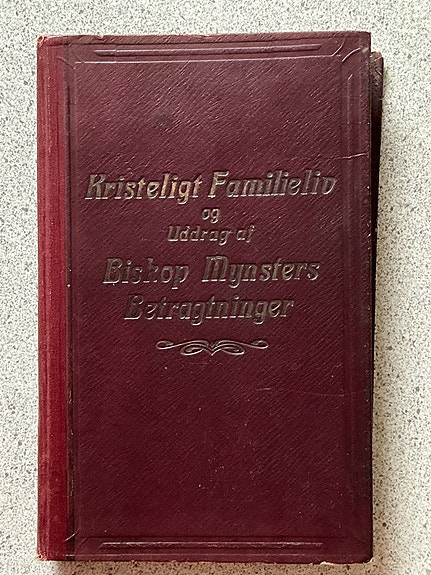 Kristeligt Familieliv
og
Uddrag af
Biskop Mynsters
Betragtninger